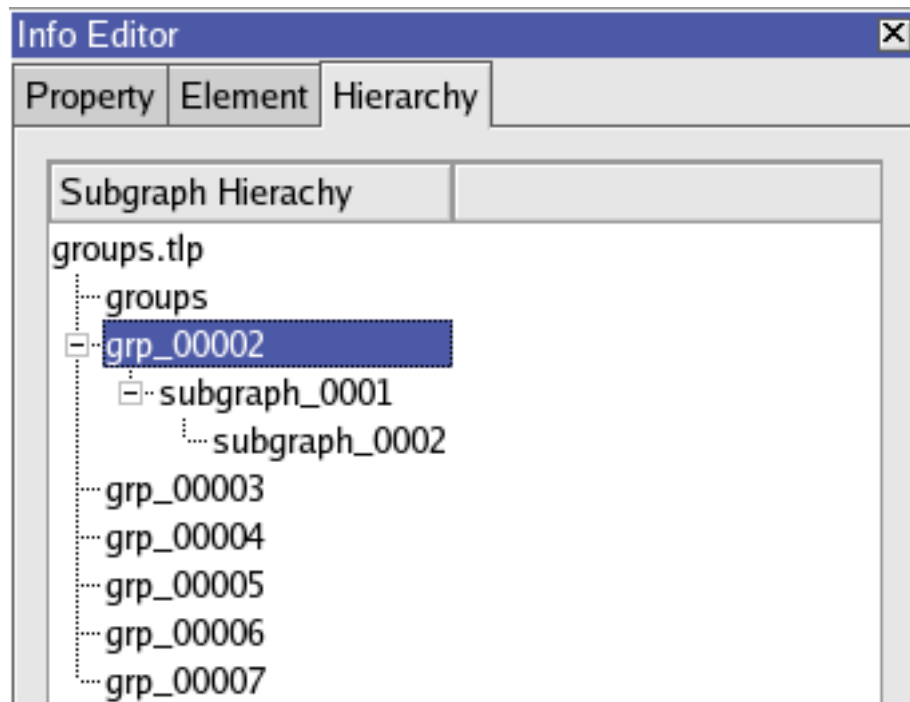 Info Editor
Property Element Hierarchy
Subgraph Hierachy
groups.tlp
groups
grp_00002
subgraph_0001
subgraph_0002
grp_00003
grp_00004
grp_00005
grp_00006
grp_00007